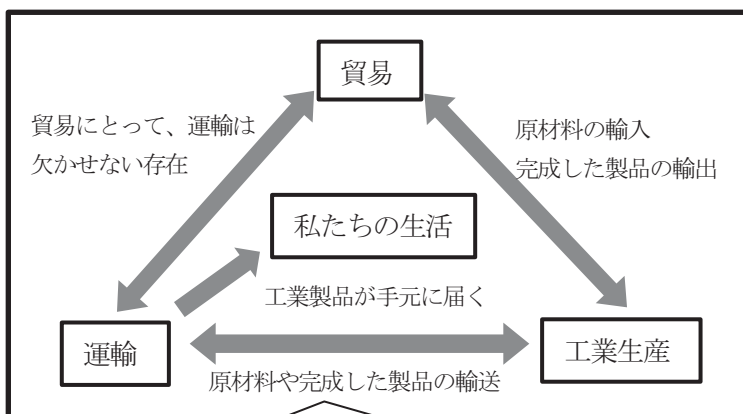 貿易
貿易にとって、運輸は
欠かせない存在
原材料の輸入
完成した製品の輸出
私たちの生活
工業製品が手元に届く
運輸
工業生産
原材料や完成した製品の輸送